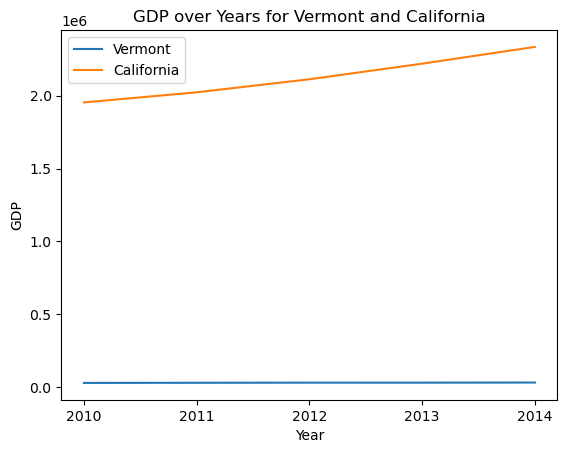 GDP over Years for Vermont and California
1e6
Vermont
California
2.0
1.5
1.0
0.5
0.0
GDP
2010 2011 2012 2013 2014
Year